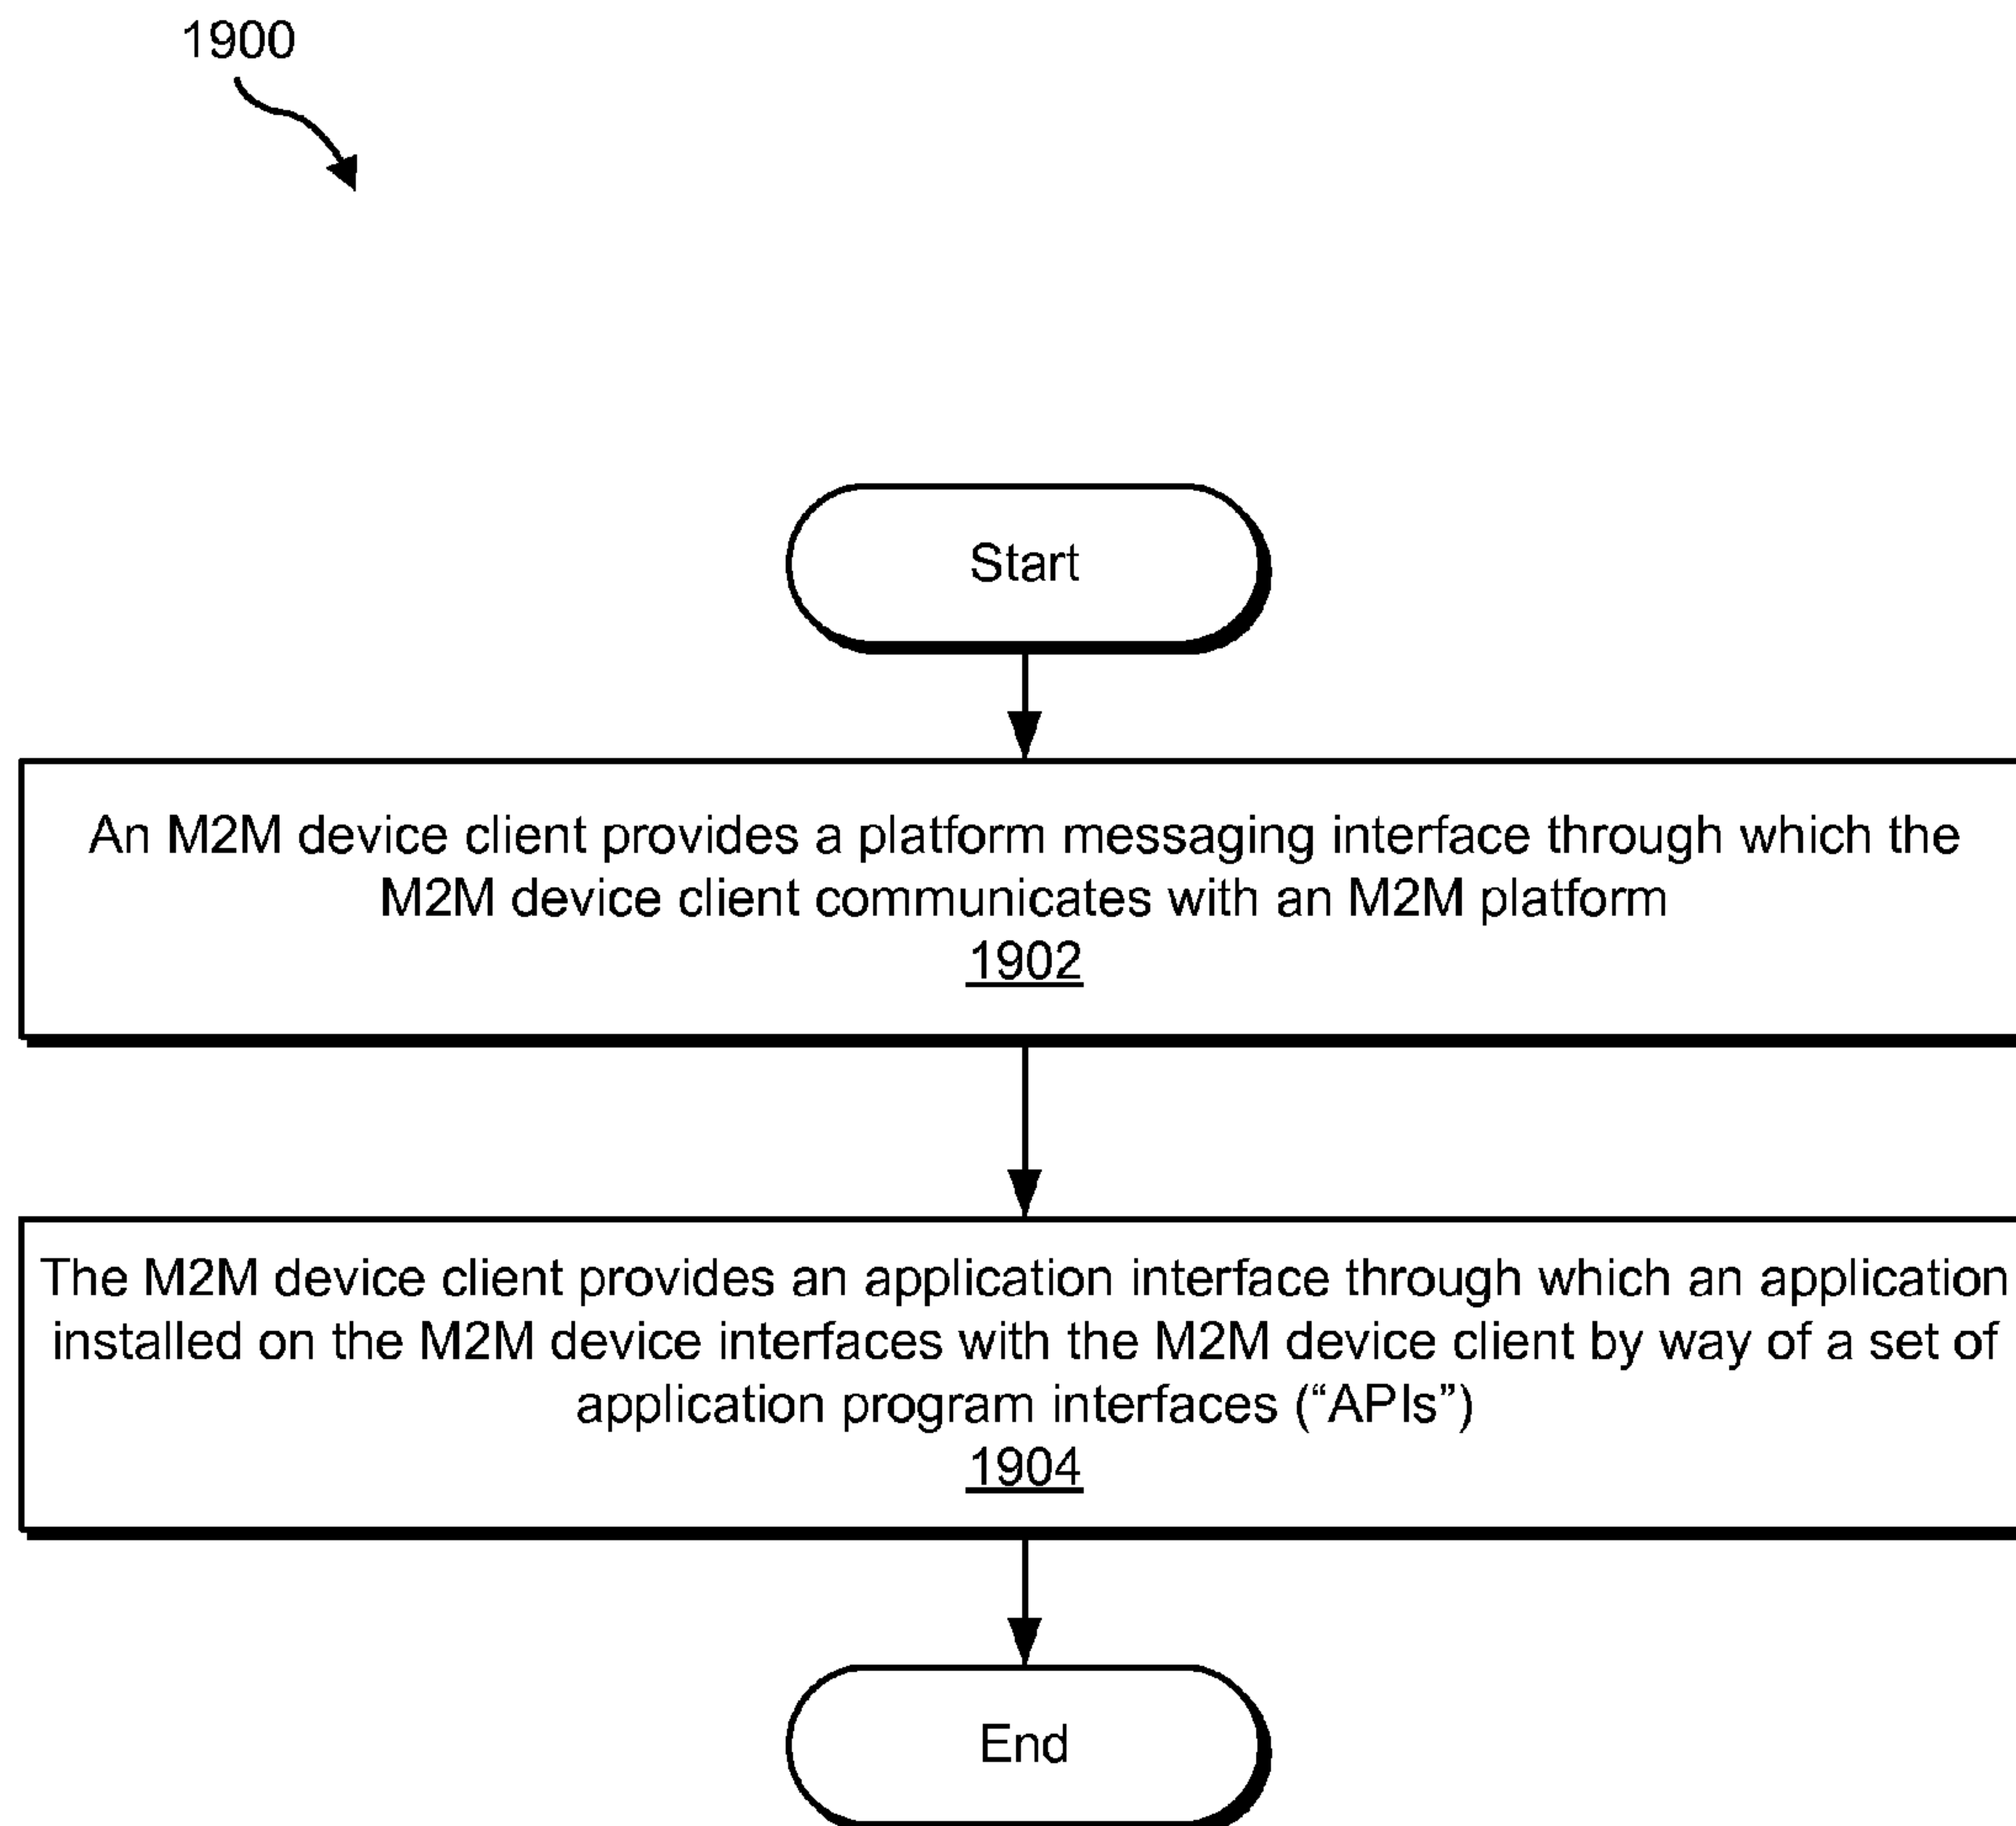 1900
Start
An M2M device client provides a platform messaging interface through which the
M2M device client communicates with an M2M platform
1902
The M2M device client provides an application interface through which an application
installed on the M2M device interfaces with the M2M device client by way of a set of
application program interfaces (“APIs”)
1904
End